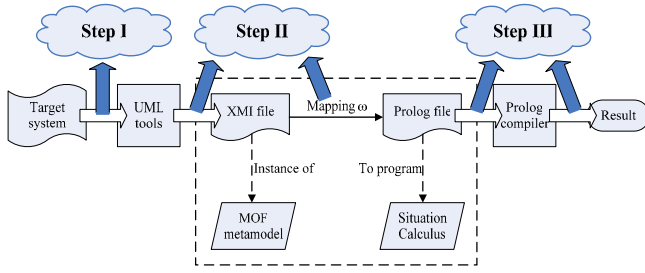 Step I
Step II
Step III
Target
system
UML
tools
XMI file
Mapping ω
Prolog file
Prolog
compiler
Result
Instance of
To program
MOF
metamodel
Situation
Calculus